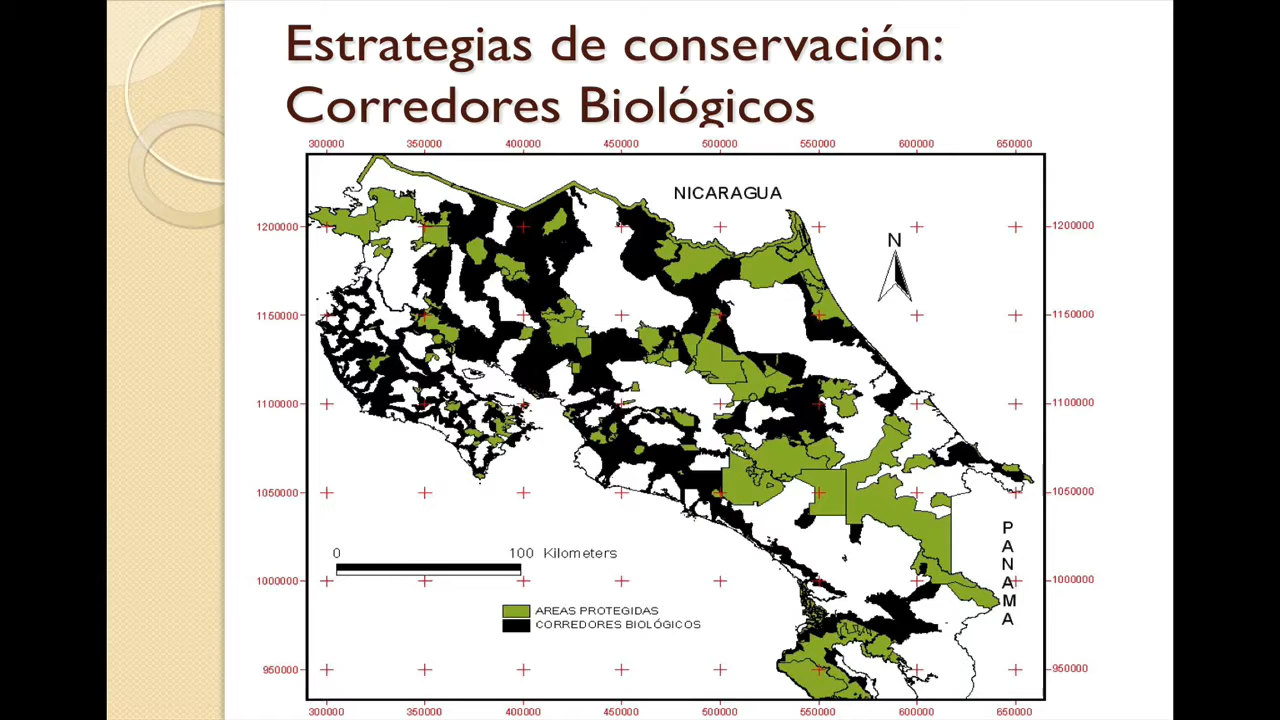 Estrategias de conservación:
Corredores Biológicos
300000 350000 400000 450000 500000 550000 600000 650000
NICARAGUA
1200000 1200000
N
1150000 1150000
1100000 1100000
1050000 1050000
PANAMA
0 100 Kilometers
1000000 1000000
AREAS PROTEGIDAS
CORREDORES BIOLÓGICOS
950000 950000
300000 350000 400000 450000 500000 550000 600000 650000